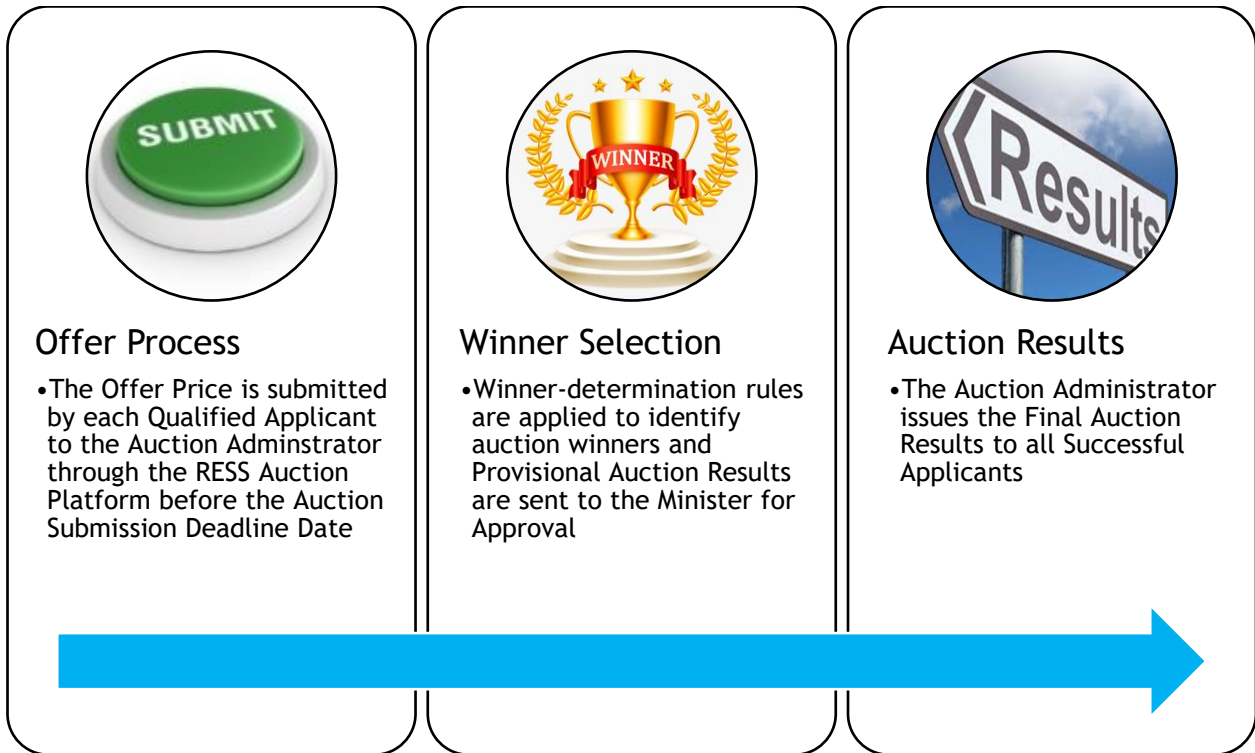 SUBMIT
Offer Process
•The Offer Price is submitted
by each Qualified Applicant
to the Auction Adminstrator
through the RESS Auction
Platform before the Auction
Submission Deadline Date
WINNER
Winner Selection
•Winner-determination rules
are applied to identify
auction winners and
Provisional Auction Results
are sent to the Minister for
Approval
Results
Auction Results
•The Auction Administrator
issues the Final Auction
Results to all Successful
Applicants